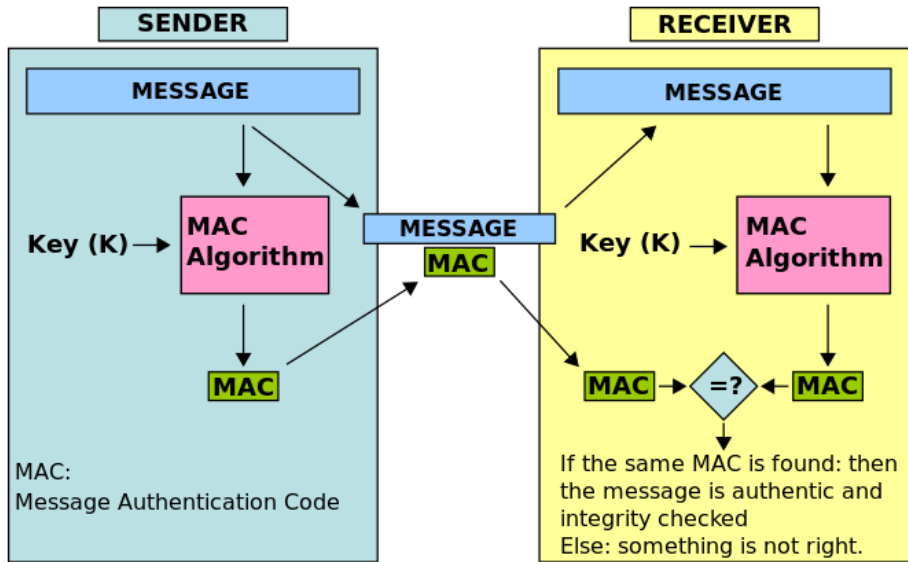 SENDER
MESSAGE
Key (K)
MAC
Algorithm
MAC
MAC:
Message Authentication Code
MESSAGE
MAC
RECEIVER
MESSAGE
Key (K)
MAC
Algorithm
MAC
=?
MAC
If the same MAC is found: then
the message is authentic and
integrity checked
Else: something is not right.